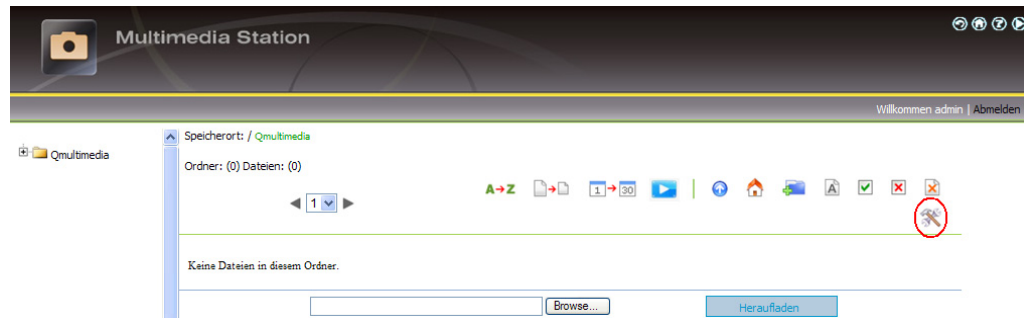 Multimedia Station
Willkommen admin | Abmelden
Qmultimedia
Speicherort: / Qmultimedia
Ordner: (0) Dateien: (0)
1
A→Z
1→30
A
Keine Dateien in diesem Ordner.
Browse...
Heraufladen